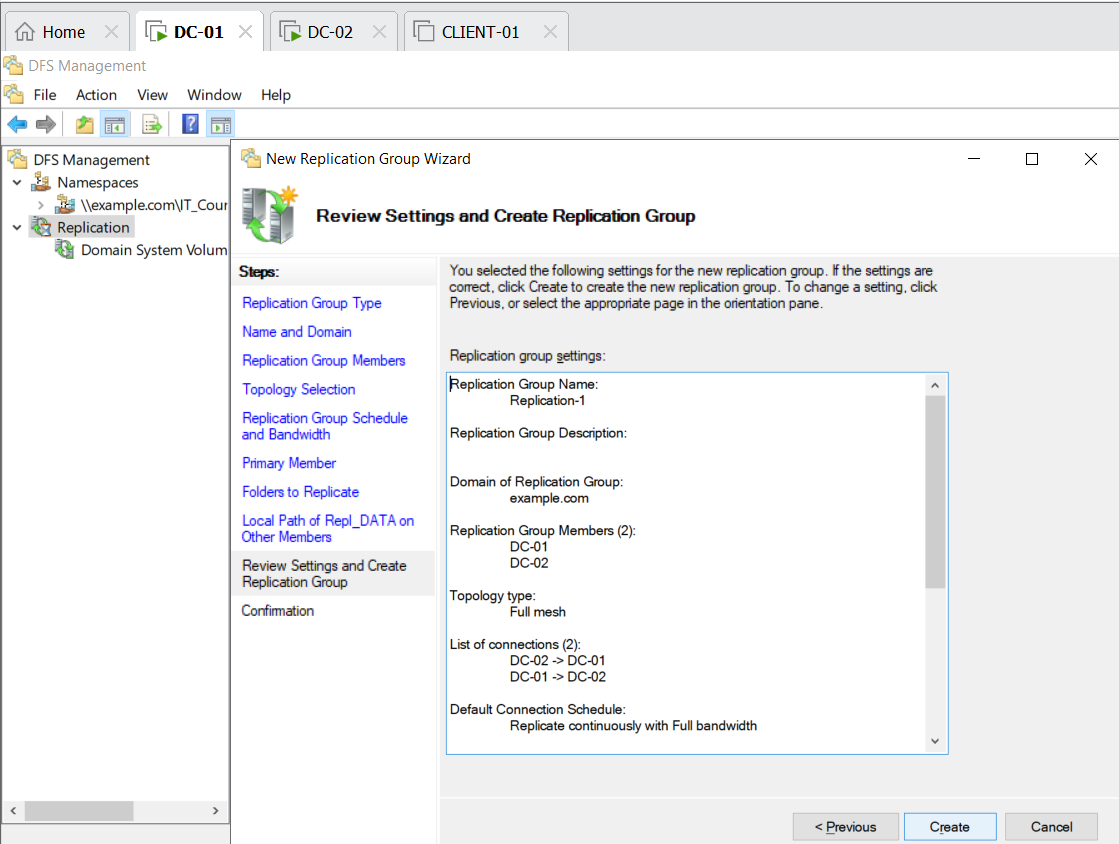 Home
DC-01
DC-02
CLIENT-01
DFS Management
File Action View Window Help
DFS Management
Namespaces
\\example.com\IT_Cour
Replication
Domain System Volum
New Replication Group Wizard
Review Settings and Create Replication Group
Steps:
Replication Group Type
Name and Domain
Replication Group Members
Topology Selection
Replication Group Schedule
and Bandwidth
Primary Member
Folders to Replicate
Local Path of Repl_DATA on
Other Members
Review Settings and Create
Replication Group
Confirmation
You selected the following settings for the new replication group. If the settings are
correct, click Create to create the new replication group. To change a setting, click
Previous, or select the appropriate page in the orientation pane.
Replication group settings:
Replication Group Name:
Replication-1
Replication Group Description:
Domain of Replication Group:
example.com
Replication Group Members (2):
DC-01
DC-02
Topology type:
Full mesh
List of connections (2):
DC-02 -> DC-01
DC-01 -> DC-02
Default Connection Schedule:
Replicate continuously with Full bandwidth
< Previous
Create
Cancel